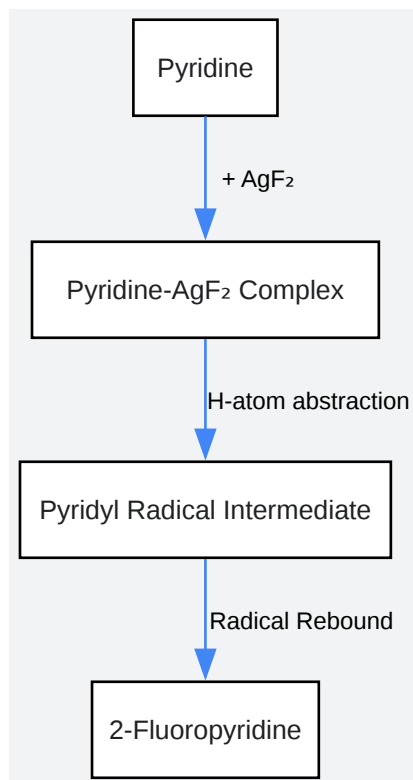 Pyridine
+ AgF₂
Pyridine-AgF₂ Complex
H-atom abstraction
Pyridyl Radical Intermediate
Radical Rebound
2-Fluoropyridine